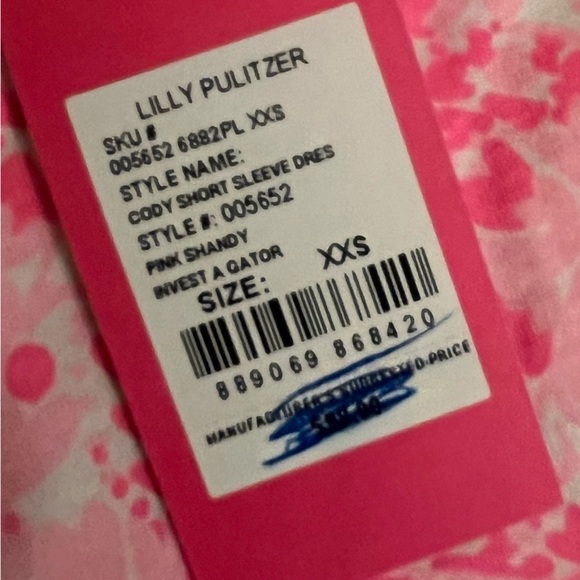 LILLY PULITZER
SKU #
005652 6882PL XXS
STYLE NAME:
CODY SHORT SLEEVE DRES
STYLE #: 005652
PINK SHANDY
INVEST A GATOR
SIZE: XXS
889069 868420
MANUFACTURER'S SUGGESTED PRICE